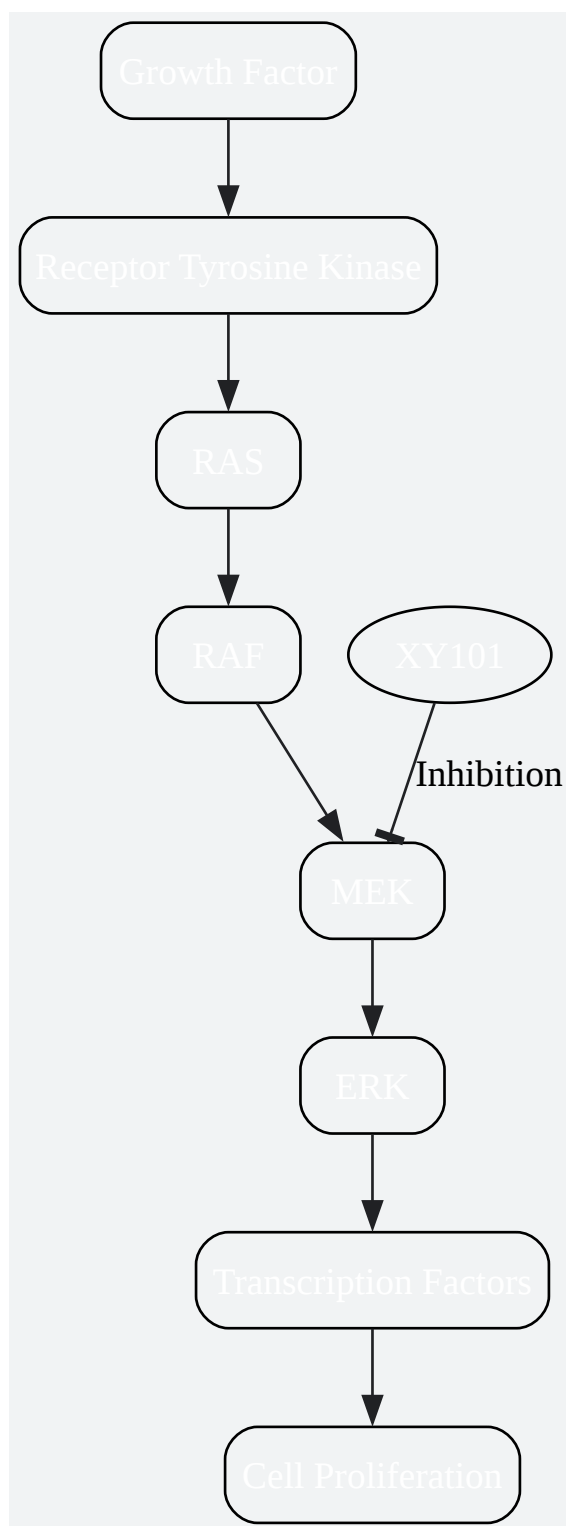 Growth Factor
Receptor Tyrosine Kinase
RAS
RAF
XY101
Inhibition
MEK
ERK
Transcription Factors
Cell Proliferation